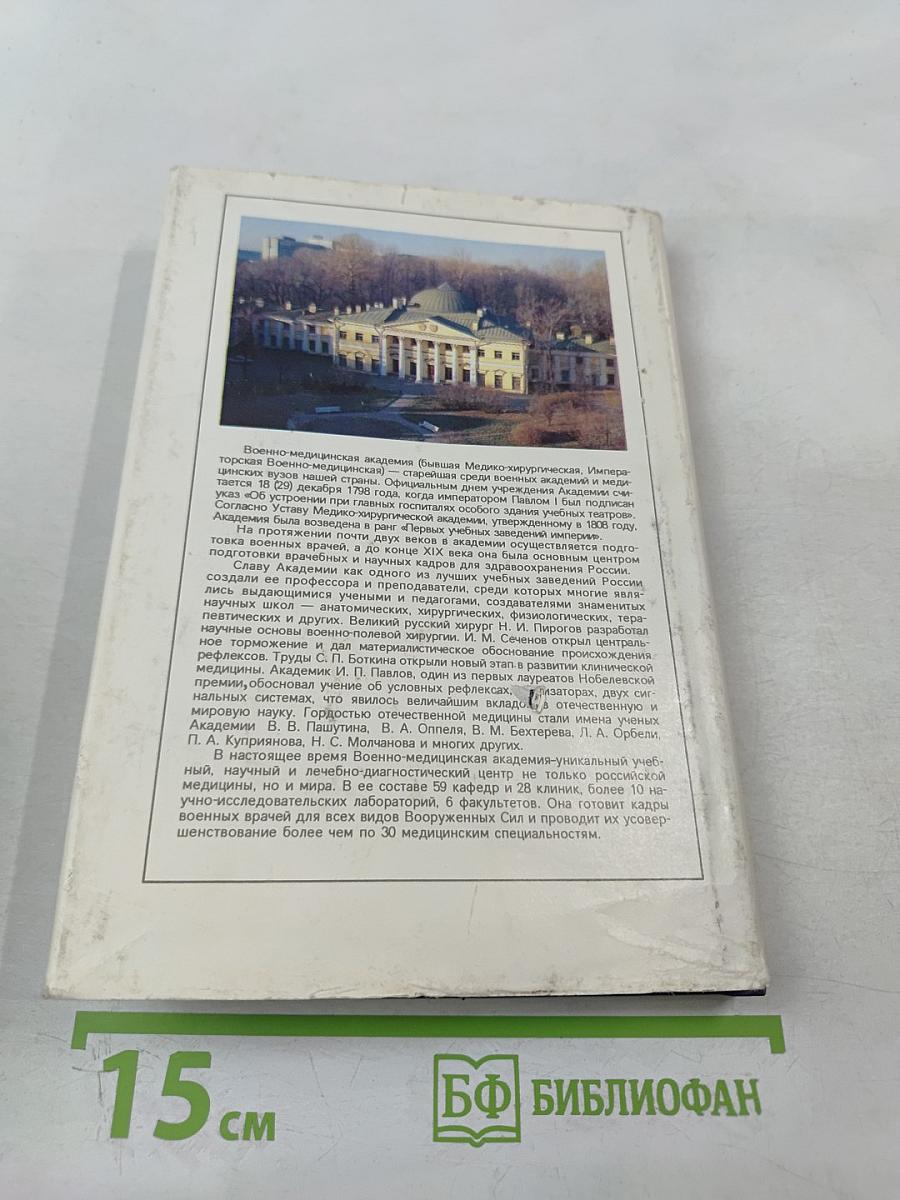 Военно-медицинская академия (бывшая Медико-хирургическая, Импера-
торская Военно-медицинская) — старейшая среди военных академий и меди-
цинских вузов нашей страны. Официальным днем учреждения Академии счи-
тается 18 (29) декабря 1798 года, когда императором Павлом I был подписан
указ «Об устроении при главных госпиталях особого здания учебных театров».
Согласно Уставу Медико-хирургической академии, утвержденному в 1808 году,
Академия была возведена в ранг «Первых учебных заведений империи».
На протяжении почти двух веков в академии осуществляется подго-
товка военных врачей, а до конце XIX века она была основным центром
подготовки врачебных и научных кадров для здравоохранения России.
Славу Академии как одного из лучших учебных заведений России
создали ее профессора и преподаватели, среди которых многие явля-
лись выдающимися учеными и педагогами, создавателями знаменитых
научных школ — анатомических, хирургических, физиологических, тера-
певтических и других. Великий русский хирург Н. И. Пирогов разработал
научные основы военно-полевой хирургии. И. М. Сеченов открыл централь-
ное торможение и дал материалистическое обоснование происхождения
рефлексов. Труды С. П. Боткина открыли новый этап в развитии клинической
медицины. Академик И. П. Павлов, один из первых лауреатов Нобелевской
премии, обосновал учение об условных рефлексах, двух сиг-
нальных системах, что явилось величайшим в отечественную и
мировую науку. Гордостью отечественной медицины стали имена ученых
Академии В. В. Пашутина, В. А. Оппеля, В. М. Бехтерева, Л. А. Орбели,
П. А. Куприянова, Н. С. Молчанова и многих других.
В настоящее время Военно-медицинская академия-уникальный учеб-
ный, научный и лечебно-диагностический центр не только российской
медицины, но и мира. В ее составе 59 кафедр и 28 клиник, более 10 на-
учно-исследовательских лабораторий, 6 факультетов. Она готовит кадры
военных врачей для всех видов Вооруженных Сил и проводит их усовер-
шенствование более чем по 30 медицинским специальностям.
15 см
БФ БИБЛИОФАН